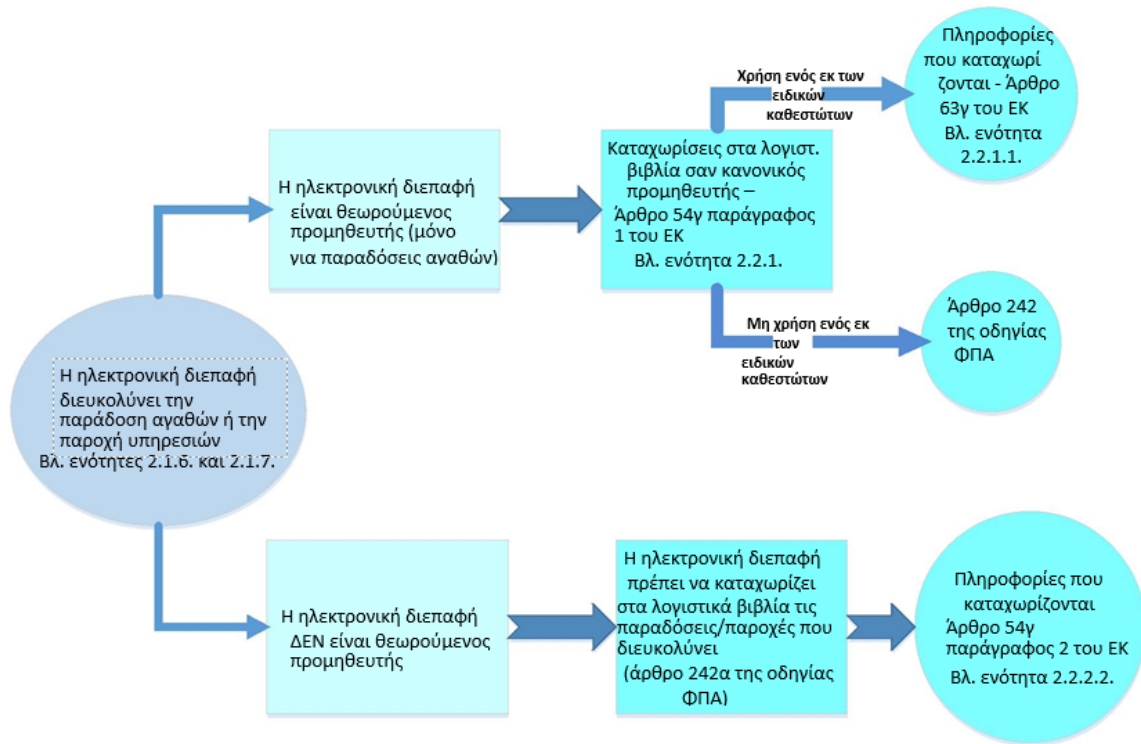 Πληροφορίες
που καταχωρί
ζονται - Άρθρο
63γ του ΕΚ
Βλ. ενότητα
2.2.1.1.
Χρήση ενός εκ των
ειδικών
καθεστώτων
Καταχωρίσεις στα λογιστ.
βιβλία σαν κανονικός
προμηθευτής –
Άρθρο 54γ παράγραφος
1 του ΕΚ
Βλ. ενότητα 2.2.1.
Η ηλεκτρονική διεπαφή
είναι θεωρούμενος
προμηθευτής (μόνο
για παραδόσεις αγαθών)
Μη χρήση ενός εκ
των
ειδικών
καθεστώτων
Άρθρο 242
της οδηγίας
ΦΠΑ
Η ηλεκτρονική διεπαφή
διευκολύνει την
παράδοση αγαθών ή την
παροχή υπηρεσιών
Βλ. ενότητες 2.1.6. και 2.1.7.
Η ηλεκτρονική διεπαφή
ΔΕΝ είναι θεωρούμενος
προμηθευτής
Η ηλεκτρονική διεπαφή
πρέπει να καταχωρίζει
στα λογιστικά βιβλία τις
παραδόσεις/παροχές που
διευκολύνει
(άρθρο 242α της οδηγίας
ΦΠΑ)
Πληροφορίες που
καταχωρίζονται
Άρθρο 54γ
παράγραφος 2 του ΕΚ
Βλ. ενότητα 2.2.2.2.